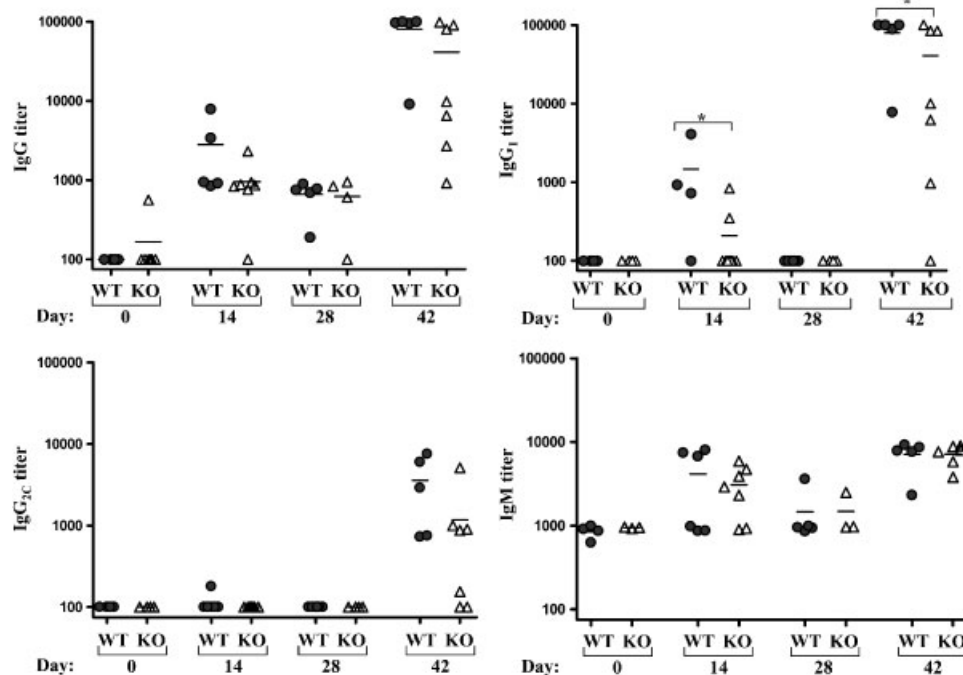 100000
10000
1000
100
IgG titer
WT KO WT KO WT KO WT KO
Day: 0 14 28 42
*
100000
10000
1000
100
IgG1 titer
*
WT KO WT KO WT KO WT KO
Day: 0 14 28 42
100000
10000
1000
100
IgG2C titer
WT KO WT KO WT KO WT KO
Day: 0 14 28 42
100000
10000
1000
100
IgM titer
WT KO WT KO WT KO WT KO
Day: 0 14 28 42